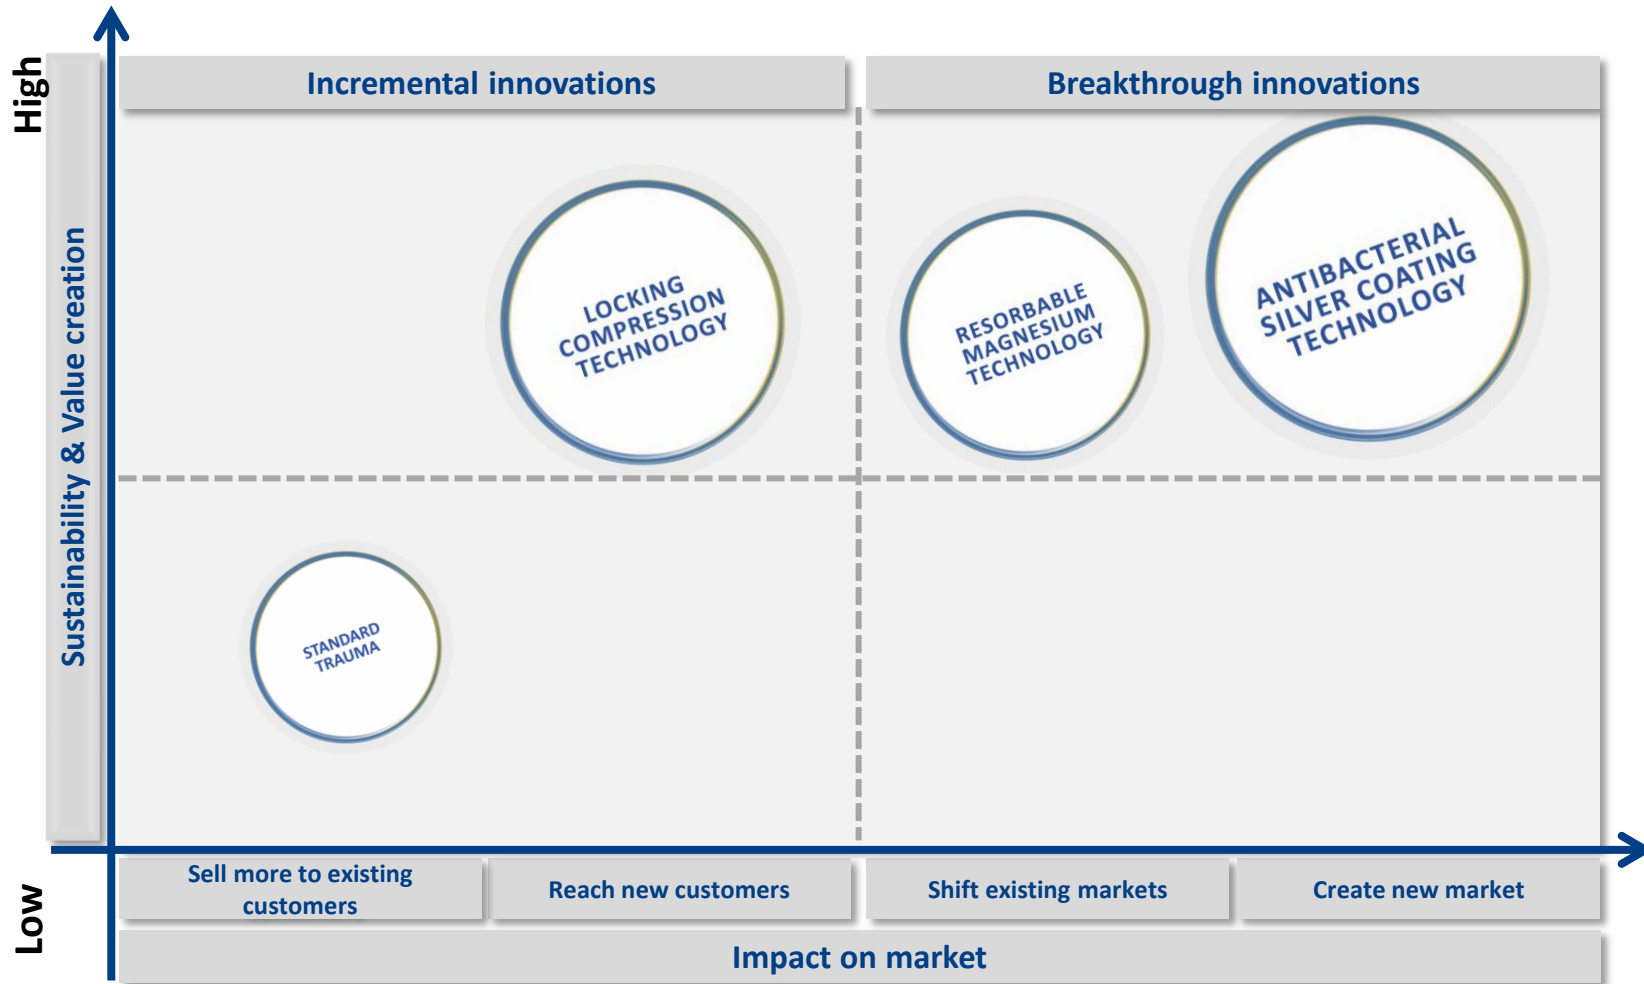 High
Incremental innovations
Breakthrough innovations
Sustainability & Value creation
LOCKING
COMPRESSION
TECHNOLOGY
RESORBABLE
MAGNESIUM
TECHNOLOGY
ANTIBACTERIAL
SILVER COATING
TECHNOLOGY
STANDARD
TRAUMA
Low
Sell more to existing
customers
Reach new customers
Shift existing markets
Create new market
Impact on market